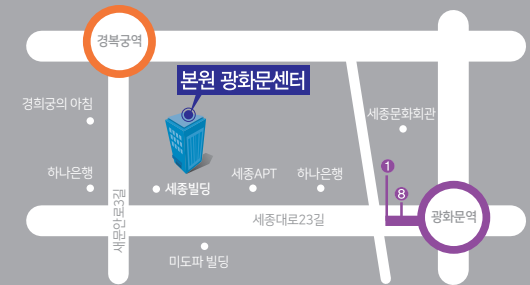 경복궁역
본원 광화문센터
경희궁의 아침
세종문화회관
하나은행
세종빌딩
세종APT
하나은행
1
8
새문안로3길
세종대로23길
광화문역
미도파 빌딩